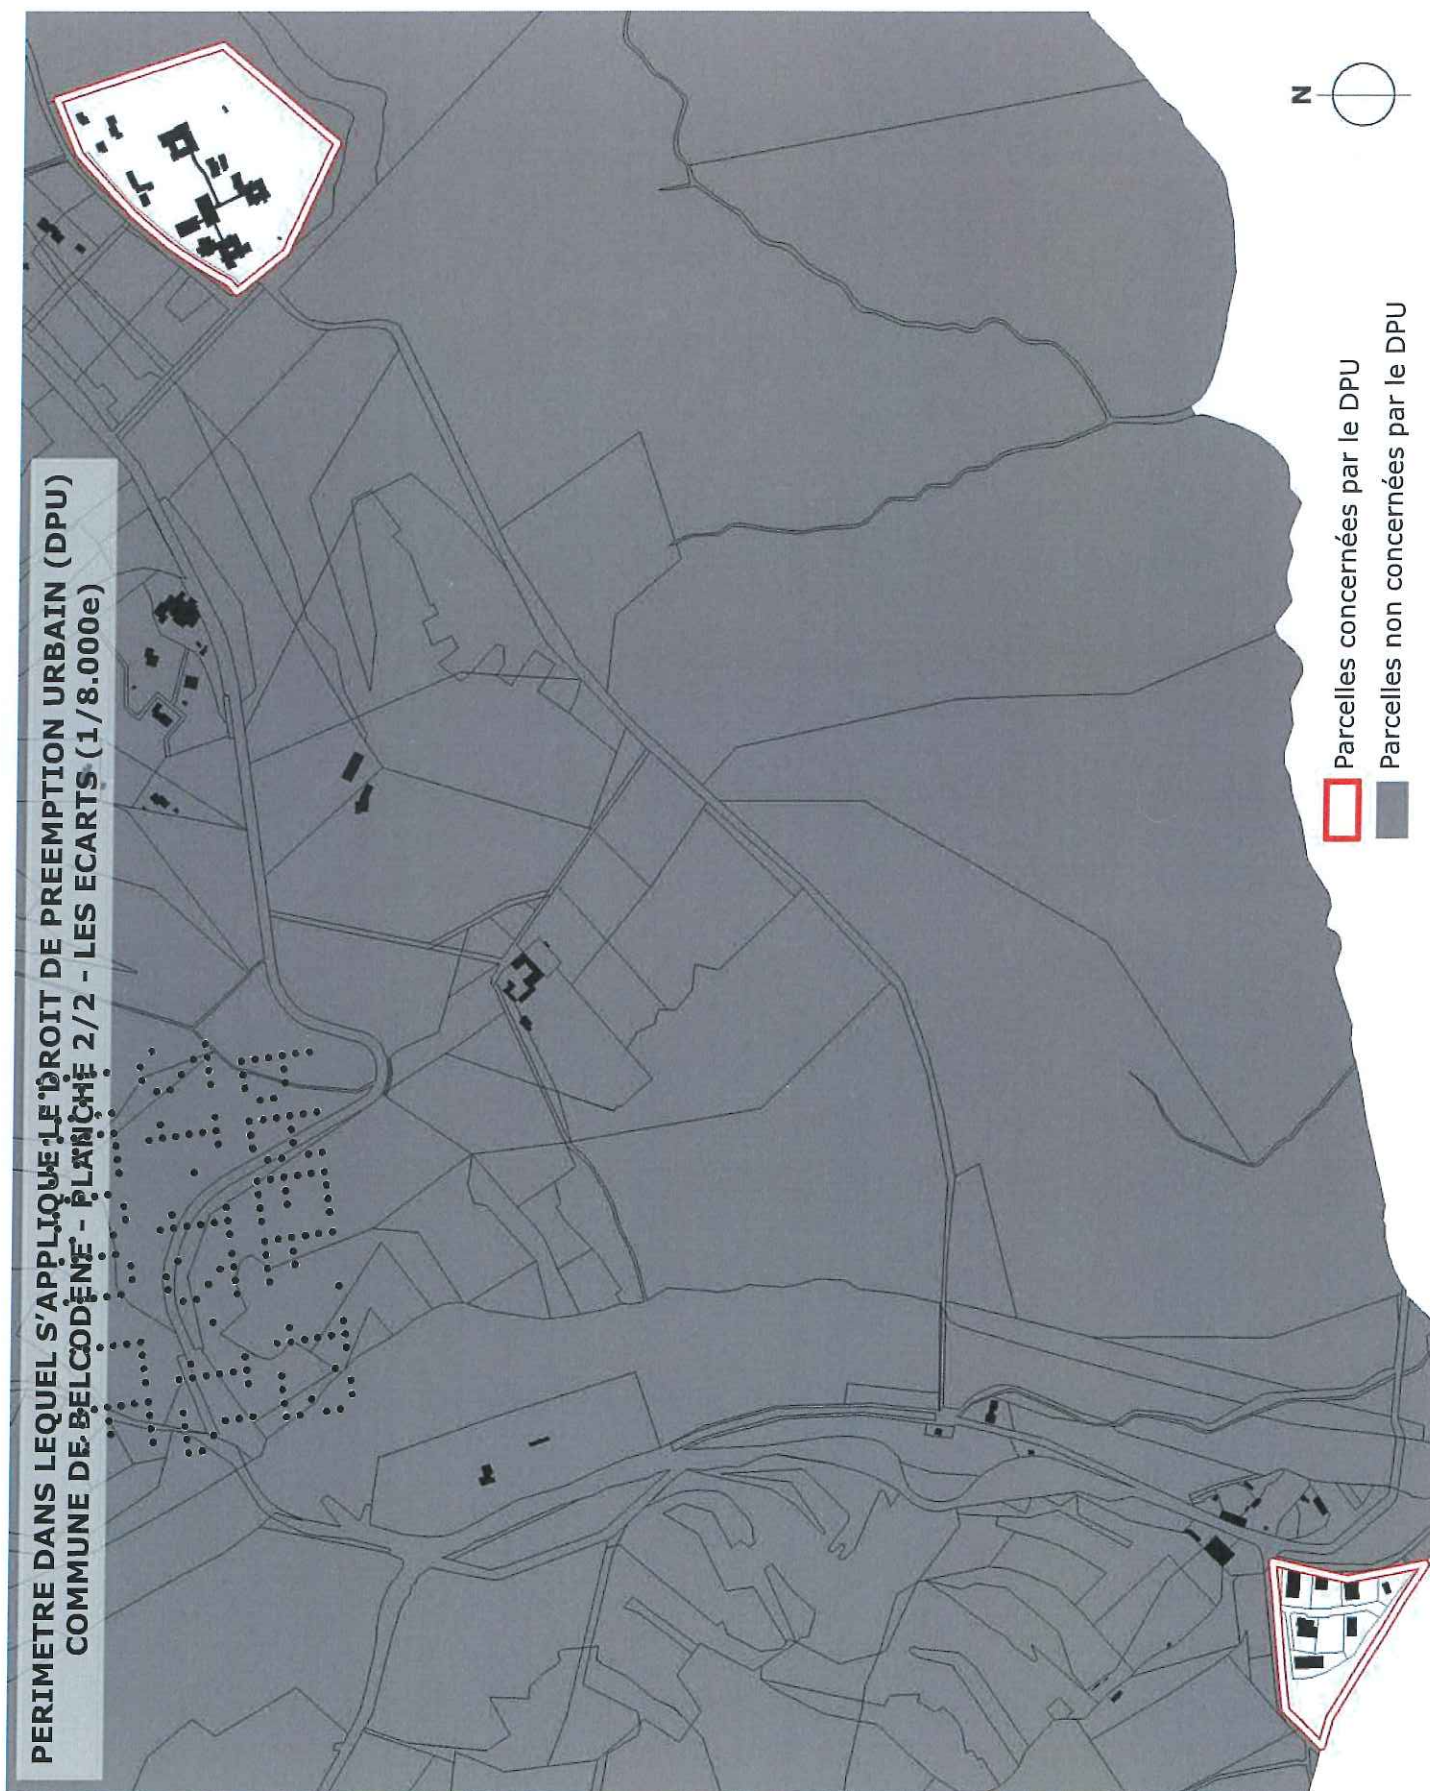 PERIMETRE DANS LEQUEL S'APPLIQUE LE DROIT DE PREEMPTION URBAIN (DPU)
COMMUNE DE BELCODENE - PLANCHE 2/2 - LES ECARTS (1/8.000e)
N
Parcelles concernées par le DPU
Parcelles non concernées par le DPU